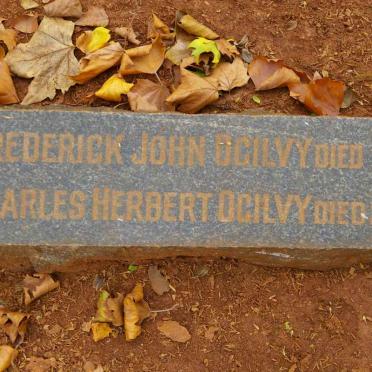 REDERICK JOHN OGILVY DIED
ARLES HERBERT OGILVY DIED